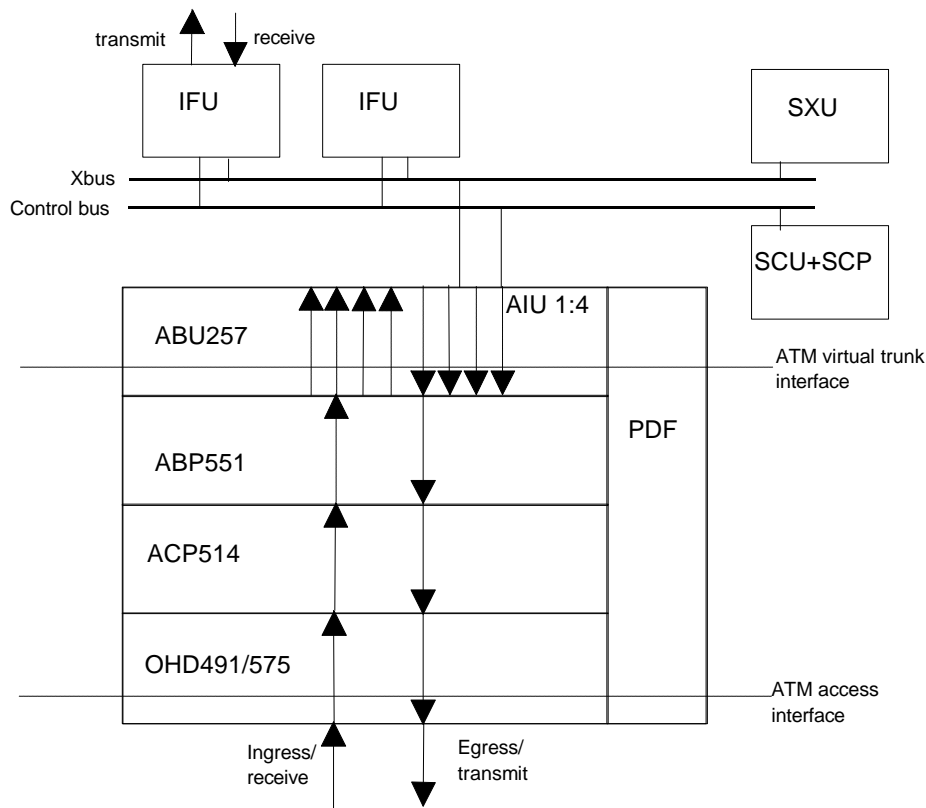 transmit
receive
IFU
IFU
SXU
Xbus
Control bus
SCU+SCP
AIU 1:4
ABU257
ATM virtual trunk
interface
PDF
ABP551
ACP514
OHD491/575
ATM access
interface
Ingress/
receive
Egress/
transmit